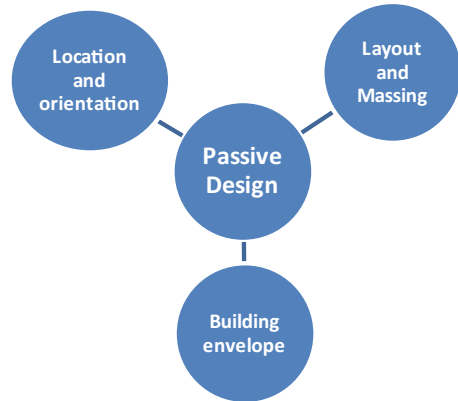 Location
and
orientation
Layout
and
Massing
Passive
Design
Building
envelope